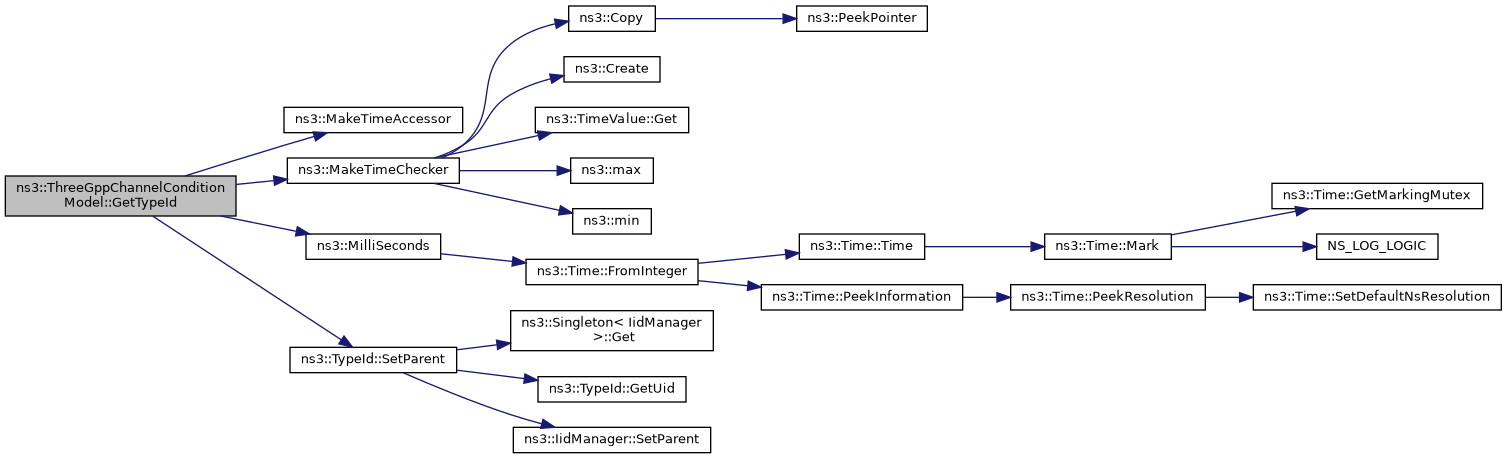 ns3::ThreeGppChannelCondition
Model::GetTypeId
ns3::MakeTimeAccessor
ns3::MakeTimeChecker
ns3::MilliSeconds
ns3::TypeId::SetParent
ns3::Copy
ns3::Create
ns3::TimeValue::Get
ns3::max
ns3::min
ns3::Time::FromInteger
ns3::Singleton< IidManager
>::Get
ns3::TypeId::GetUid
ns3::IidManager::SetParent
ns3::PeekPointer
ns3::Time::Time
ns3::Time::PeekInformation
ns3::Time::Mark
ns3::Time::PeekResolution
ns3::Time::GetMarkingMutex
NS_LOG_LOGIC
ns3::Time::SetDefaultNsResolution